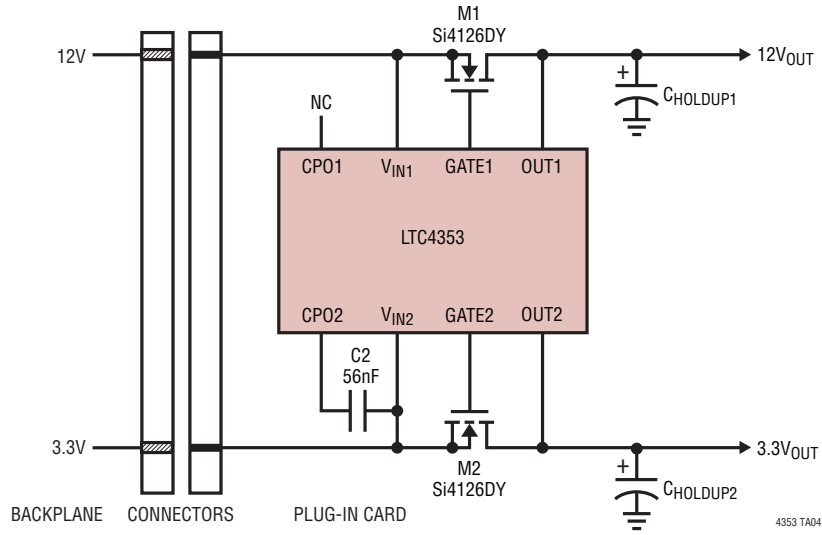 M1
Si4126DY
12V
12VOUT
+
CHOLDUP1
NC
CPO1 VIN1 GATE1 OUT1
LTC4353
CPO2 VIN2 GATE2 OUT2
C2
56nF
3.3V
3.3VOUT
M2
Si4126DY
+
CHOLDUP2
BACKPLANE CONNECTORS PLUG-IN CARD
4353 TA04